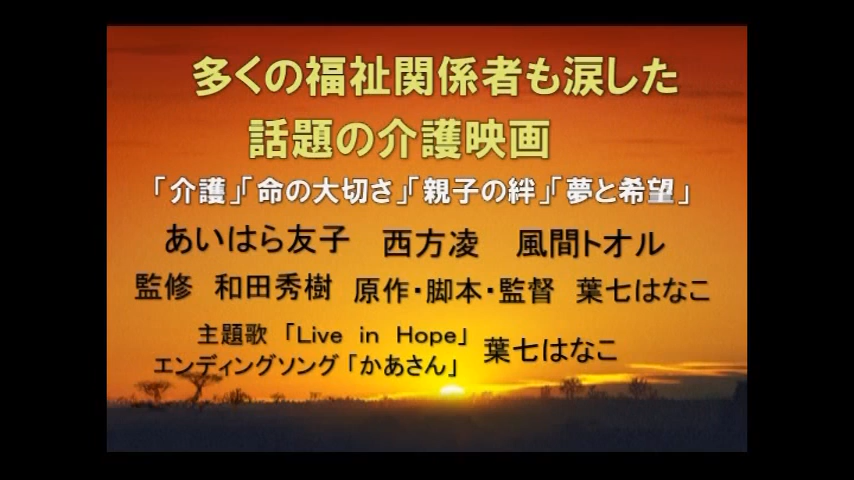 多くの福祉関係者も涙した
話題の介護映画
「介護」「命の大切さ」「親子の絆」「夢と希望」
あいはら友子 西方凌 風間トオル
監修 和田秀樹 原作・脚本・監督 葉七はなこ
主題歌 「Live in Hope」
エンディングソング「かあさん」 葉七はなこ